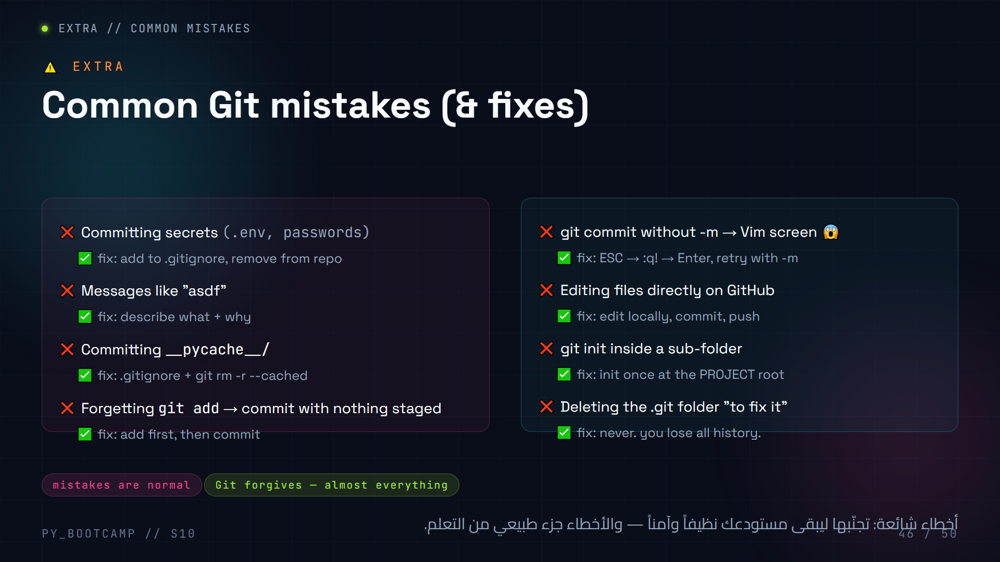 EXTRA // COMMON MISTAKES
⚠️ EXTRA
Common Git mistakes (& fixes)
❌ Committing secrets (.env, passwords)
✅ fix: add to .gitignore, remove from repo
❌ Messages like ”asdf”
✅ fix: describe what + why
❌ Committing __pycache__/
✅ fix: .gitignore + git rm -r --cached
❌ Forgetting git add → commit with nothing staged
✅ fix: add first, then commit
❌ git commit without -m → Vim screen 😱
✅ fix: ESC → :q! → Enter, retry with -m
❌ Editing files directly on GitHub
✅ fix: edit locally, commit, push
❌ git init inside a sub-folder
✅ fix: init once at the PROJECT root
❌ Deleting the .git folder ”to fix it”
✅ fix: never. you lose all history.
mistakes are normal
Git forgives — almost everything
أخطاء شائعة: تجنّبها ليبقى مستودعك نظيفاً وآمناً — والأخطاء جزء طبيعي من التعلم.
PY_BOOTCAMP // S10
46 / 50